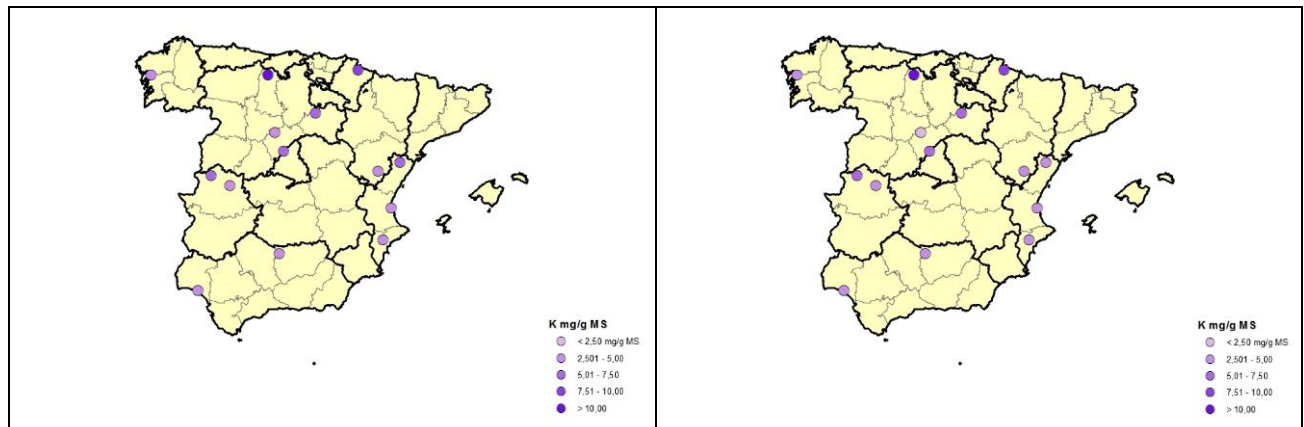 K mg/g MS
< 2,50 mg/g MS
2,501 - 5,00
5,01 - 7,50
7,51 - 10,00
> 10,00
K mg/g MS
< 2,50 mg/g MS
2,501 - 5,00
5,01 - 7,50
7,51 - 10,00
> 10,00